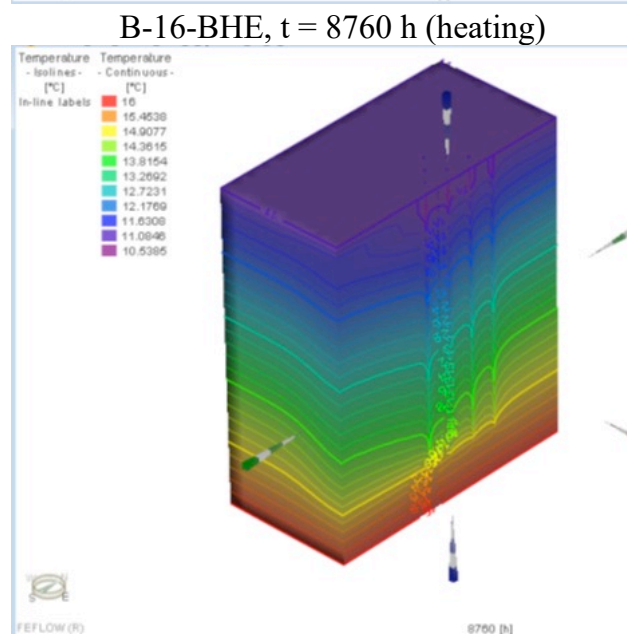 B-16-BHE, t = 8760 h (heating)
Temperature Temperature
- Isolines - - Continuous -
[°C] [°C]
In-line labels 16
15.4538
14.9077
14.3615
13.8154
13.2692
12.7231
12.1769
11.6308
11.0846
10.5385
S E
FEFLOW (R) 8760 [h]